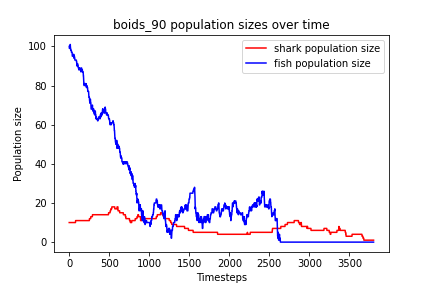 boids_90 population sizes over time
shark population size
fish population size
Population size
100
80
60
40
20
0
0 500 1000 1500 2000 2500 3000 3500
Timesteps